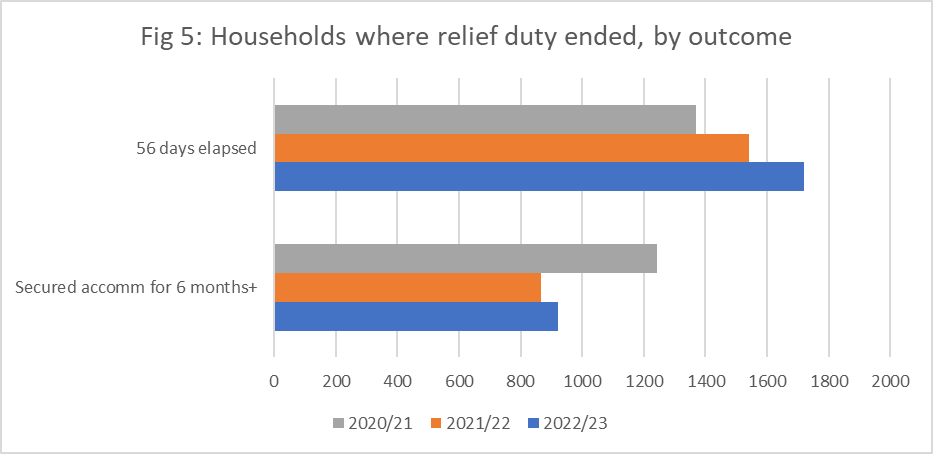 Fig 5: Households where relief duty ended, by outcome
56 days elapsed
Secured accomm for 6 months+
0 200 400 600 800 1000 1200 1400 1600 1800 2000
2020/21 2021/22 2022/23